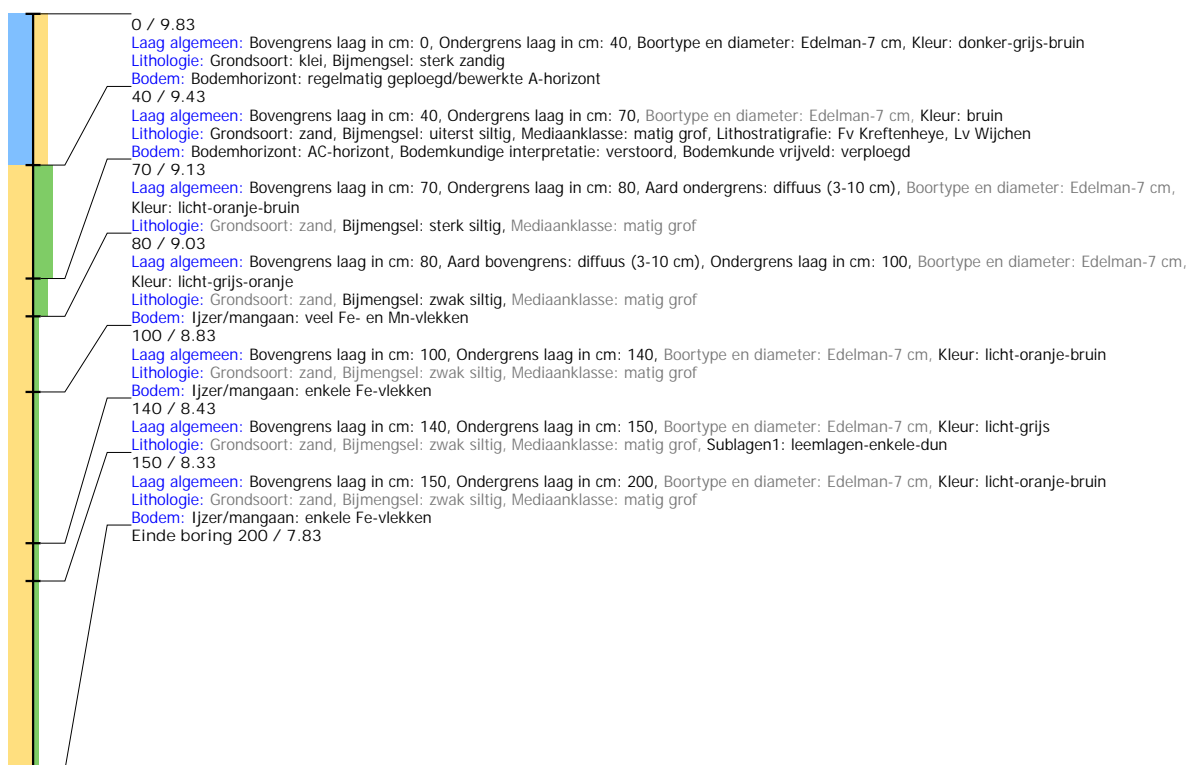 0 / 9.83
Laag algemeen: Bovengrens laag in cm: 0, Ondergrens laag in cm: 40, Boortype en diameter: Edelman-7 cm, Kleur: donker-grijs-bruin
Lithologie: Grondsoort: klei, Bijmengsel: sterk zandig
Bodem: Bodemhorizont: regelmatig geploegd/bewerkte A-horizont
40 / 9.43
Laag algemeen: Bovengrens laag in cm: 40, Ondergrens laag in cm: 70, Boortype en diameter: Edelman-7 cm, Kleur: bruin
Lithologie: Grondsoort: zand, Bijmengsel: uiterst siltig, Mediaanklasse: matig grof, Lithostratigrafie: Fv Kreftenheye, Lv Wijchen
Bodem: Bodemhorizont: AC-horizont, Bodemkundige interpretatie: verstoord, Bodemkunde vrijveld: verploegd
70 / 9.13
Laag algemeen: Bovengrens laag in cm: 70, Ondergrens laag in cm: 80, Aard ondergrens: diffuus (3-10 cm), Boortype en diameter: Edelman-7 cm,
Kleur: licht-oranje-bruin
Lithologie: Grondsoort: zand, Bijmengsel: sterk siltig, Mediaanklasse: matig grof
80 / 9.03
Laag algemeen: Bovengrens laag in cm: 80, Aard bovengrens: diffuus (3-10 cm), Ondergrens laag in cm: 100, Boortype en diameter: Edelman-7 cm,
Kleur: licht-grijs-oranje
Lithologie: Grondsoort: zand, Bijmengsel: zwak siltig, Mediaanklasse: matig grof
Bodem: Ijzer/mangaan: veel Fe- en Mn-vlekken
100 / 8.83
Laag algemeen: Bovengrens laag in cm: 100, Ondergrens laag in cm: 140, Boortype en diameter: Edelman-7 cm, Kleur: licht-oranje-bruin
Lithologie: Grondsoort: zand, Bijmengsel: zwak siltig, Mediaanklasse: matig grof
Bodem: Ijzer/mangaan: enkele Fe-vlekken
140 / 8.43
Laag algemeen: Bovengrens laag in cm: 140, Ondergrens laag in cm: 150, Boortype en diameter: Edelman-7 cm, Kleur: licht-grijs
Lithologie: Grondsoort: zand, Bijmengsel: zwak siltig, Mediaanklasse: matig grof, Sublagen1: leemlagen-enkele-dun
150 / 8.33
Laag algemeen: Bovengrens laag in cm: 150, Ondergrens laag in cm: 200, Boortype en diameter: Edelman-7 cm, Kleur: licht-oranje-bruin
Lithologie: Grondsoort: zand, Bijmengsel: zwak siltig, Mediaanklasse: matig grof
Bodem: Ijzer/mangaan: enkele Fe-vlekken
Einde boring 200 / 7.83